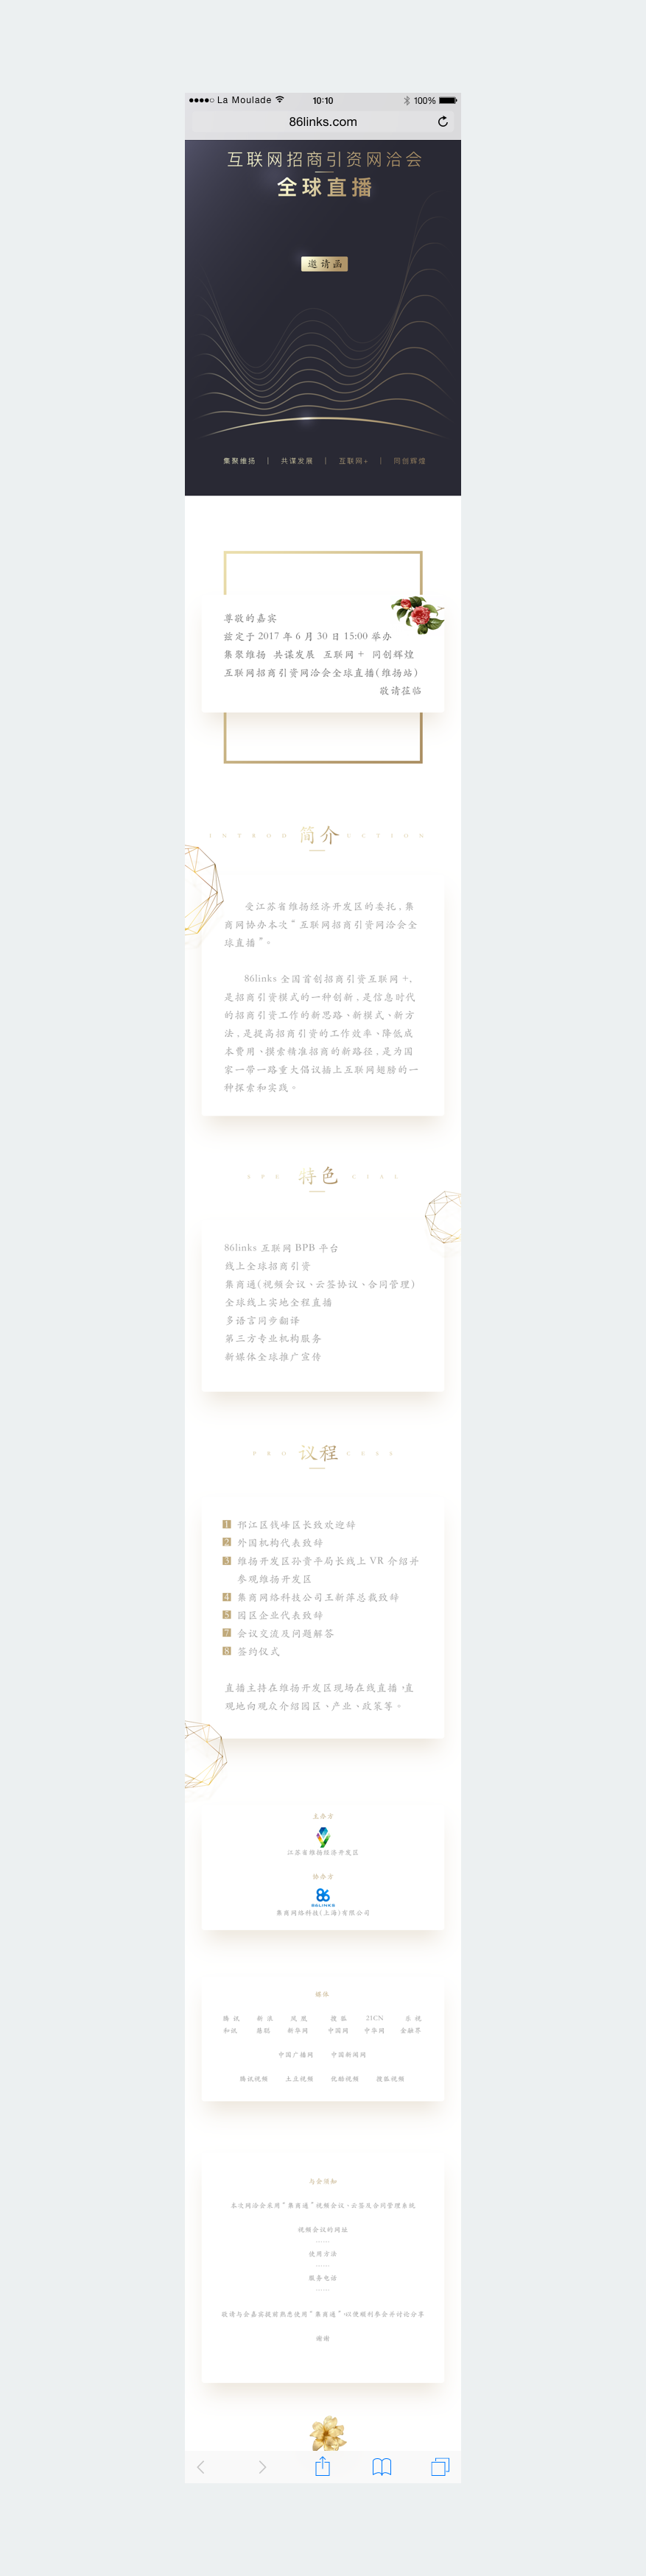 La Moulade
10:10
100%
86links.com
互联网招商引资网洽会
全球直播
邀请函
集聚维扬 | 共谋发展 | 互联网+ | 同创辉煌
尊敬的嘉宾
兹定于 2017 年 6 月 30 日 15:00 举办
集聚维扬 共谋发展 互联网 + 同创辉煌
互联网招商引资网洽会全球直播(维扬站)
敬请莅临
INTROD 简介 UCTION
受江苏省维扬经济开发区的委托、集
商网协办本次“互联网招商引资网洽会全
球直播”。
86links 全国首创招商引资互联网 +,
是招商引资模式的一种创新、是信息时代
的招商引资工作的新思路、新模式、新方
法、是提高招商引资的工作效率、降低成
本费用、摸索精准招商的新路径、是为国
家一带一路重大倡议插上互联网翅膀的一
种探索和实践。
SPE 特色 CIAL
86links 互联网 BPB 平台
线上全球招商引资
集商通(视频会议、云签协议、合同管理)
全球线上实地全程直播
多语言同步翻译
第三方专业机构服务
新媒体全球推广宣传
PRO 议程 CESS
1 邗江区钱峰区长致欢迎辞
2 外国机构代表致辞
3 维扬开发区孙贵平局长线上 VR 介绍并
参观维扬开发区
4 集商网络科技公司王新萍总裁致辞
5 园区企业代表致辞
7 会议交流及问题解答
8 签约仪式
直播主持在维扬开发区现场在线直播、直
观地向观众介绍园区、产业、政策等。
主办方
江苏省维扬经济开发区
协办方
86LINKS
集商网络科技(上海)有限公司
媒体
腾讯 新浪 凤凰 搜狐 21CN 乐视
和讯 慧聪 新华网 中国网 中华网 金融界
中国广播网 中国新闻网
腾讯视频 土豆视频 优酷视频 搜狐视频
与会须知
本次网洽会采用“集商通”视频会议、云签及合同管理系统
视频会议的网址
······
使用方法
······
服务电话
······
敬请与会嘉宾提前熟悉使用“集商通”以便顺利参会并讨论分享
谢谢